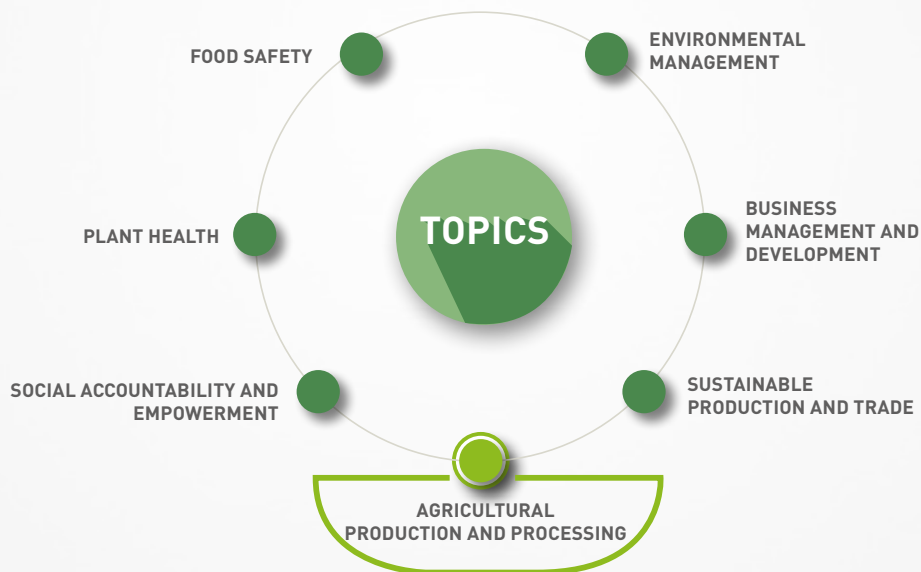 FOOD SAFETY
ENVIRONMENTAL
MANAGEMENT
TOPICS
PLANT HEALTH
BUSINESS
MANAGEMENT AND
DEVELOPMENT
SOCIAL ACCOUNTABILITY AND
EMPOWERMENT
SUSTAINABLE
PRODUCTION AND TRADE
AGRICULTURAL
PRODUCTION AND PROCESSING